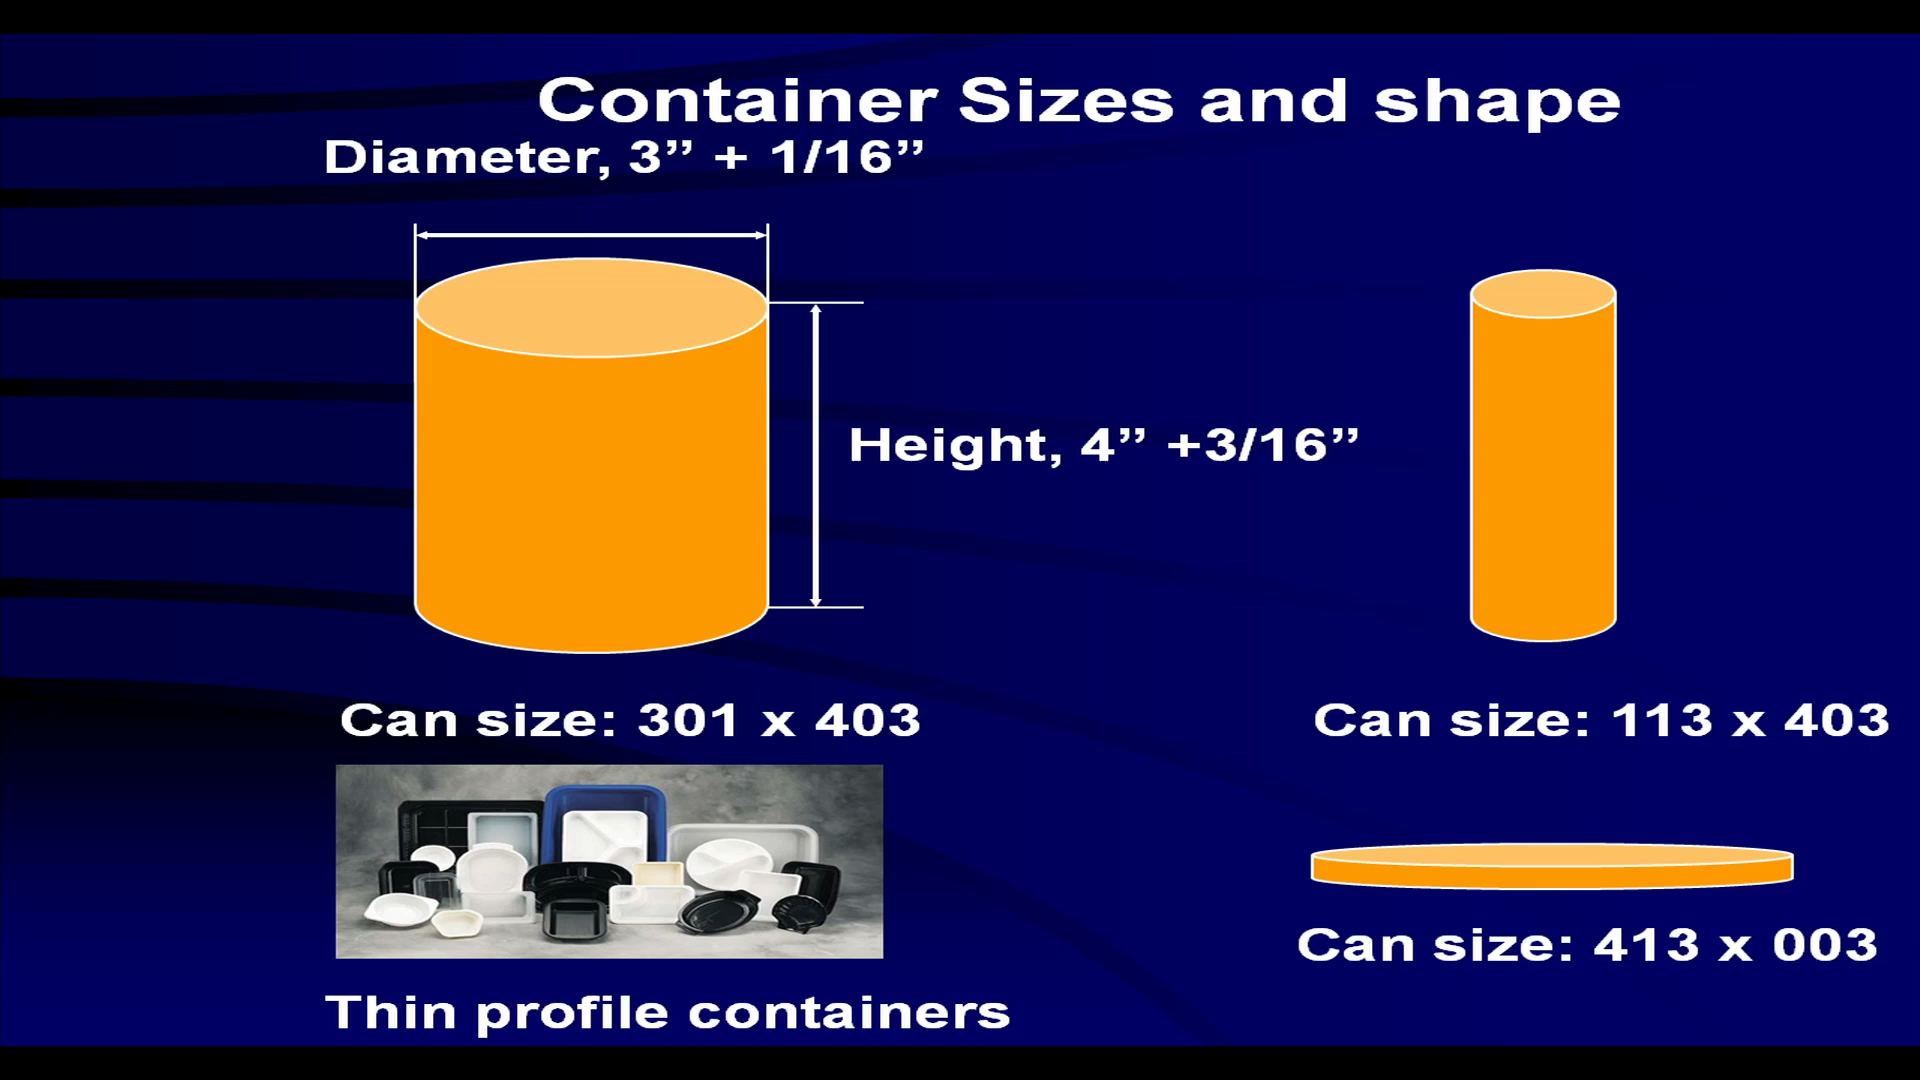 Container Sizes and shape
Diameter, 3” + 1/16”
Height, 4” +3/16”
Can size: 301 x 403
Can size: 113 x 403
Can size: 413 x 003
Thin profile containers